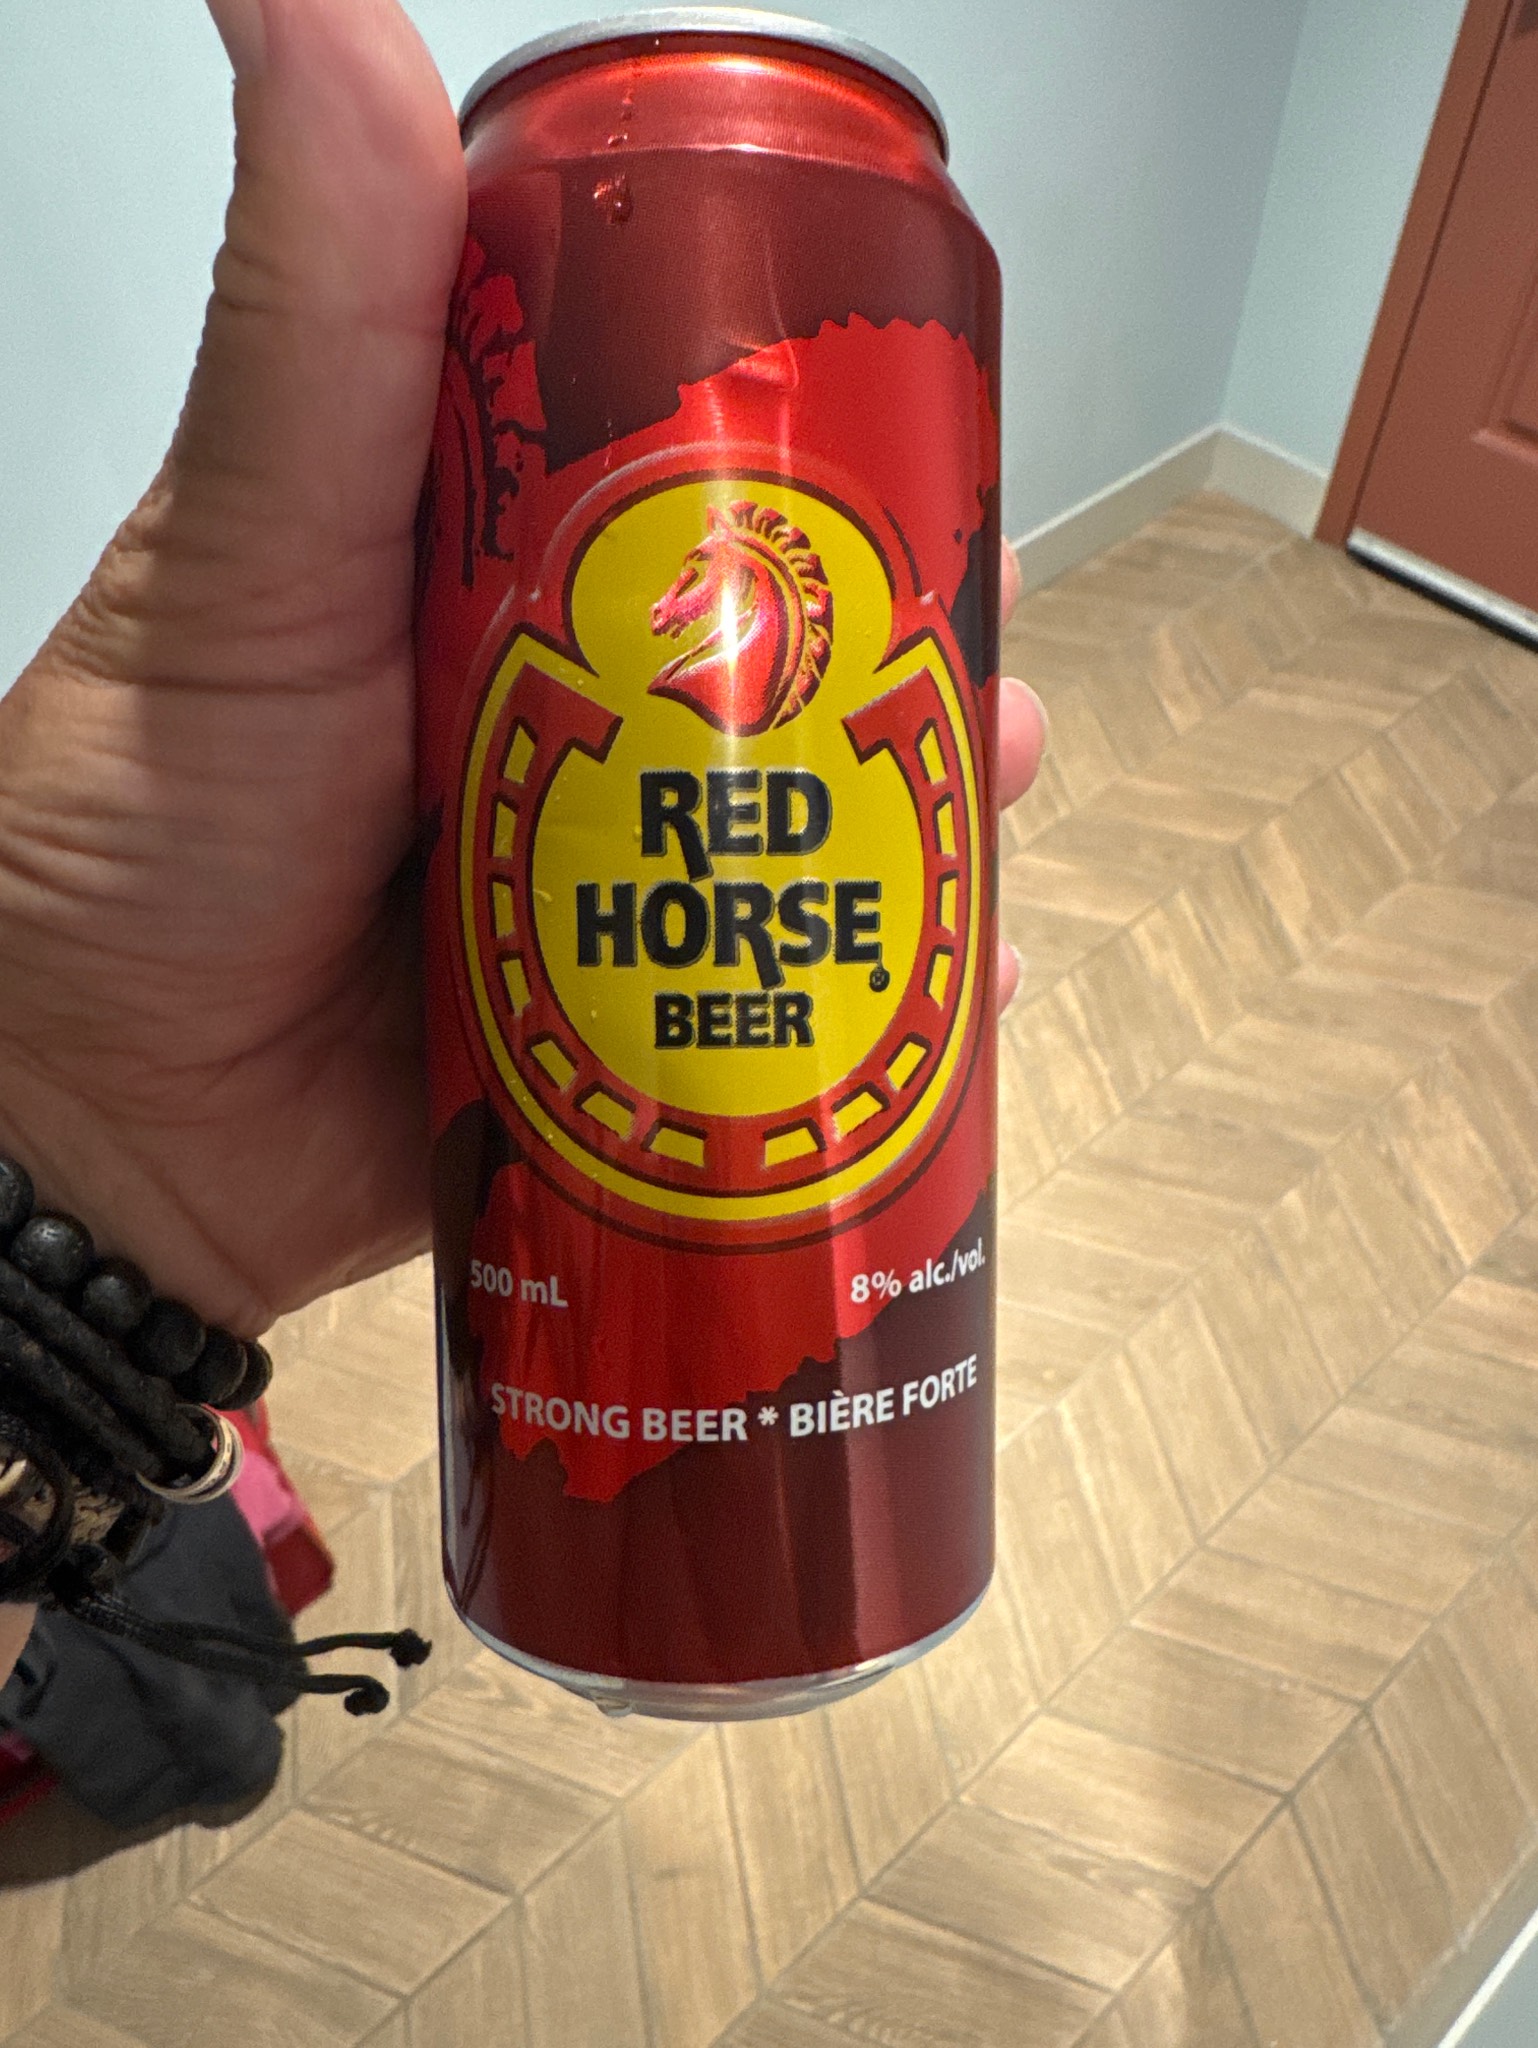 RED
HORSE
BEER
500 mL 8% alc./vol.
STRONG BEER * BIÈRE FORTE